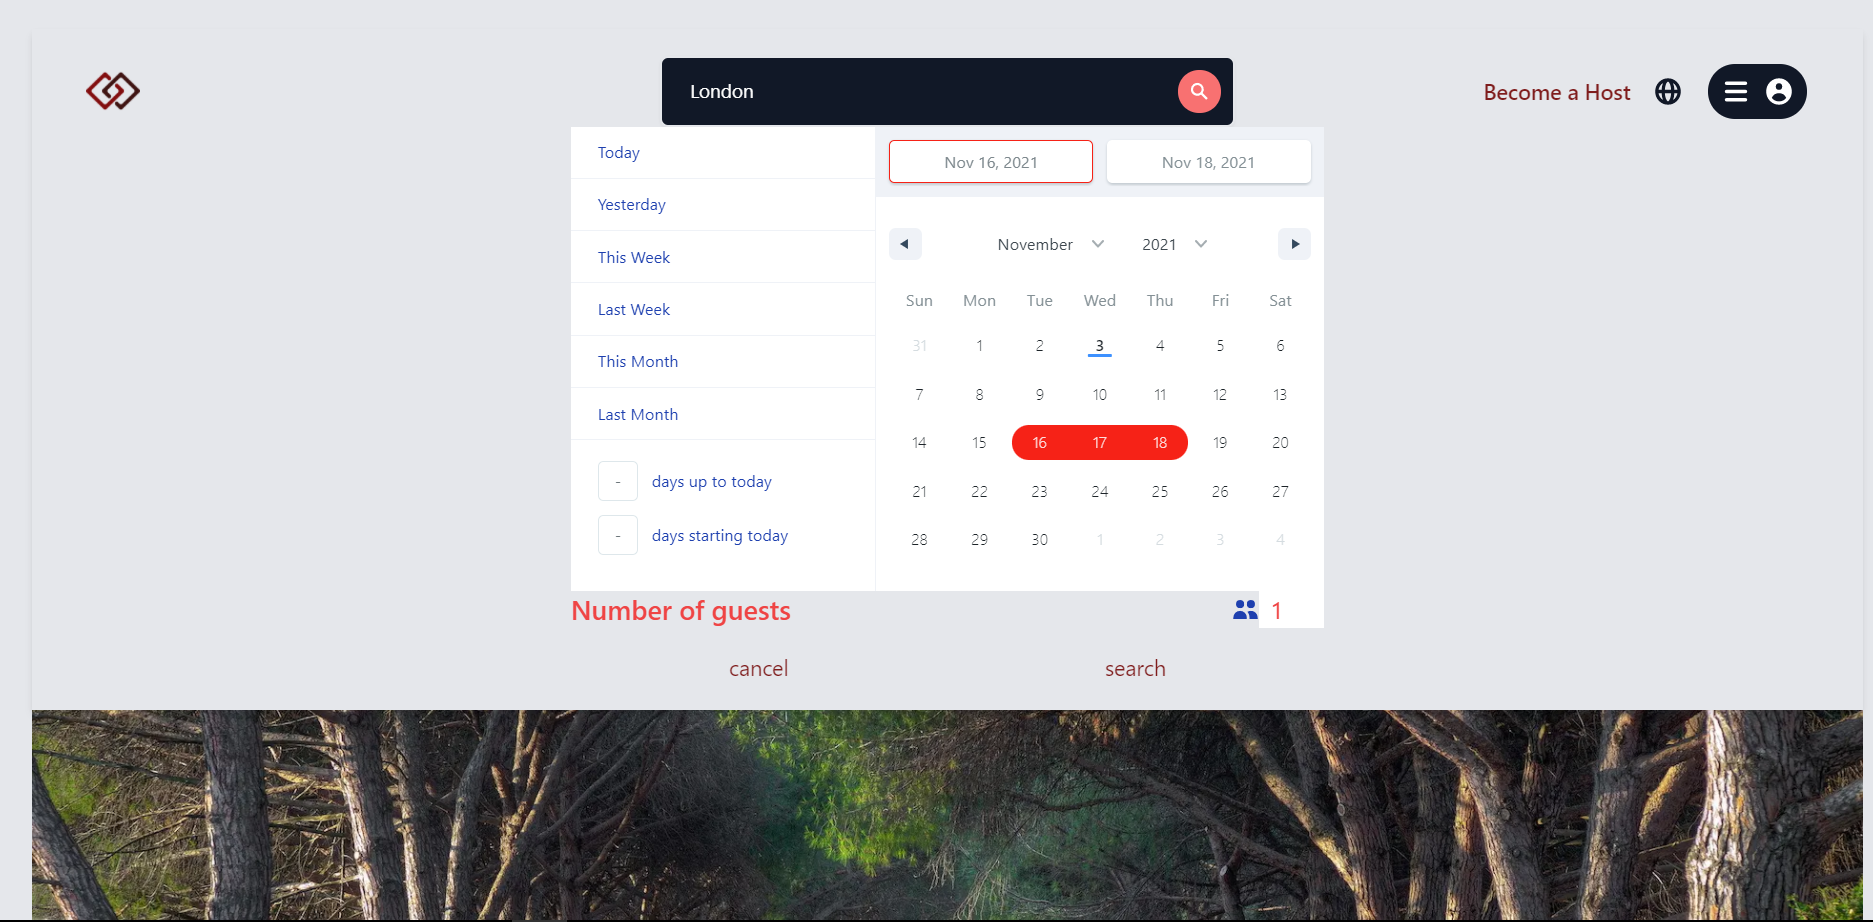 London
Become a Host
Today
Yesterday
This Week
Last Week
This Month
Last Month
- days up to today
- days starting today
Nov 16, 2021 Nov 18, 2021
November 2021
Sun Mon Tue Wed Thu Fri Sat
31 1 2 3 4 5 6
7 8 9 10 11 12 13
14 15 16 17 18 19 20
21 22 23 24 25 26 27
28 29 30 1 2 3 4
Number of guests 1
cancel search